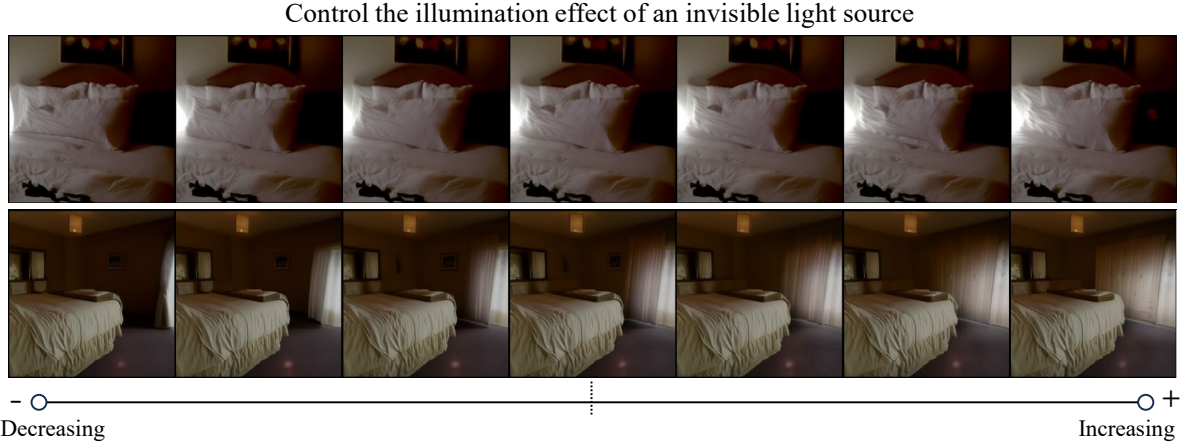 Control the illumination effect of an invisible light source
- +
Decreasing Increasing